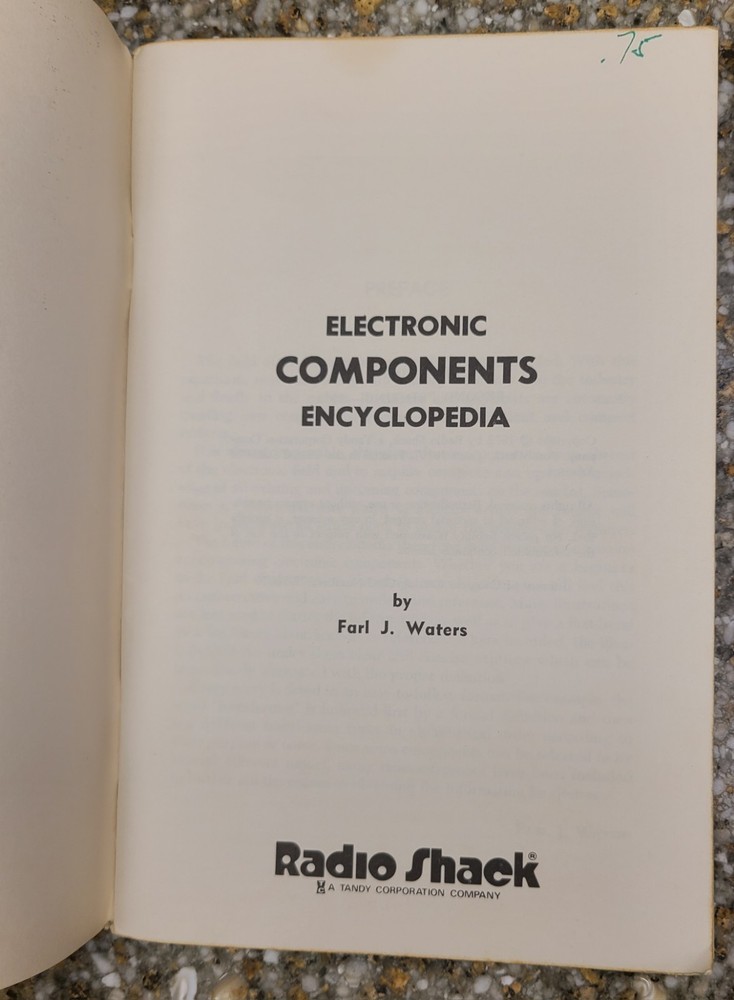 .75
ELECTRONIC
COMPONENTS
ENCYCLOPEDIA
by
Farl J. Waters
Radio Shack®
A TANDY CORPORATION COMPANY